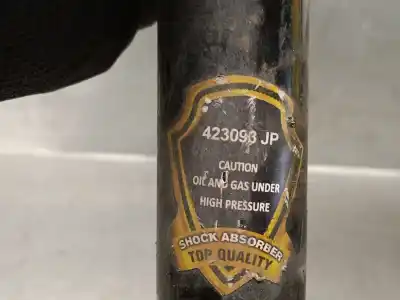 423093 JP
CAUTION
OIL AND GAS UNDER
HIGH PRESSURE
SHOCK ABSORBER
TOP QUALITY